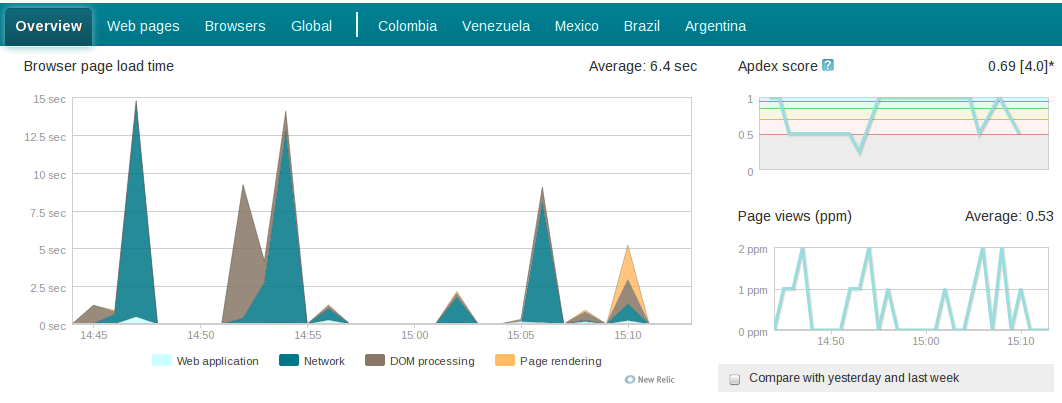 Overview Web pages Browsers Global Colombia Venezuela Mexico Brazil Argentina
Browser page load time Average: 6.4 sec
15 sec
12.5 sec
10 sec
7.5 sec
5 sec
2.5 sec
0 sec
14:45 14:50 14:55 15:00 15:05 15:10
Web application Network DOM processing Page rendering
New Relic
Apdex score ? 0.69 [4.0]*
1
0.5
0
Page views (ppm) Average: 0.53
2 ppm
1 ppm
0 ppm
14:50 15:00 15:10
Compare with yesterday and last week